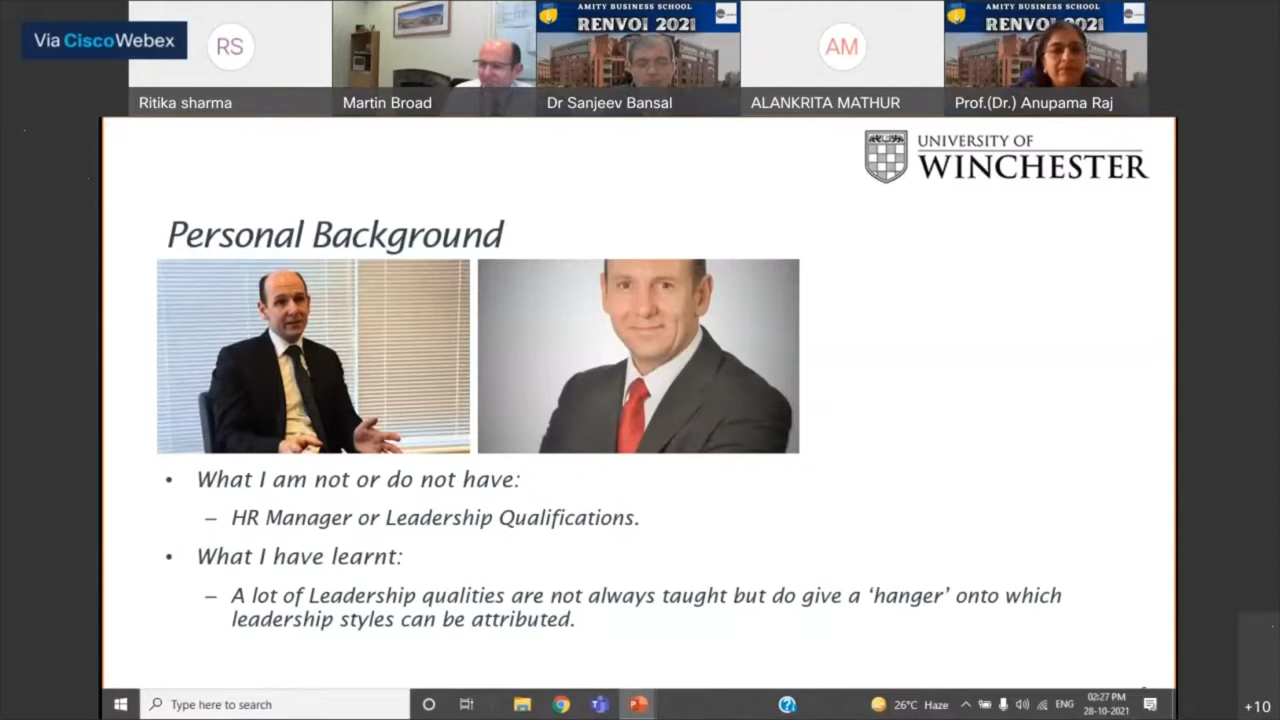 Via CiscoWebex
AMITY BUSINESS SCHOOL
RENVOI 2021
AMITY BUSINESS SCHOOL
RENVOI 2021
RS
AM
Ritika sharma
Martin Broad
Dr Sanjeev Bansal
ALANKRITA MATHUR
Prof.(Dr.) Anupama Raj
UNIVERSITY OF
WINCHESTER
Personal Background
• What I am not or do not have:
– HR Manager or Leadership Qualifications.
• What I have learnt:
– A lot of Leadership qualities are not always taught but do give a ‘hanger’ onto which
leadership styles can be attributed.
Type here to search
26°C Haze
ENG
02:27 PM
28-10-2021
+10